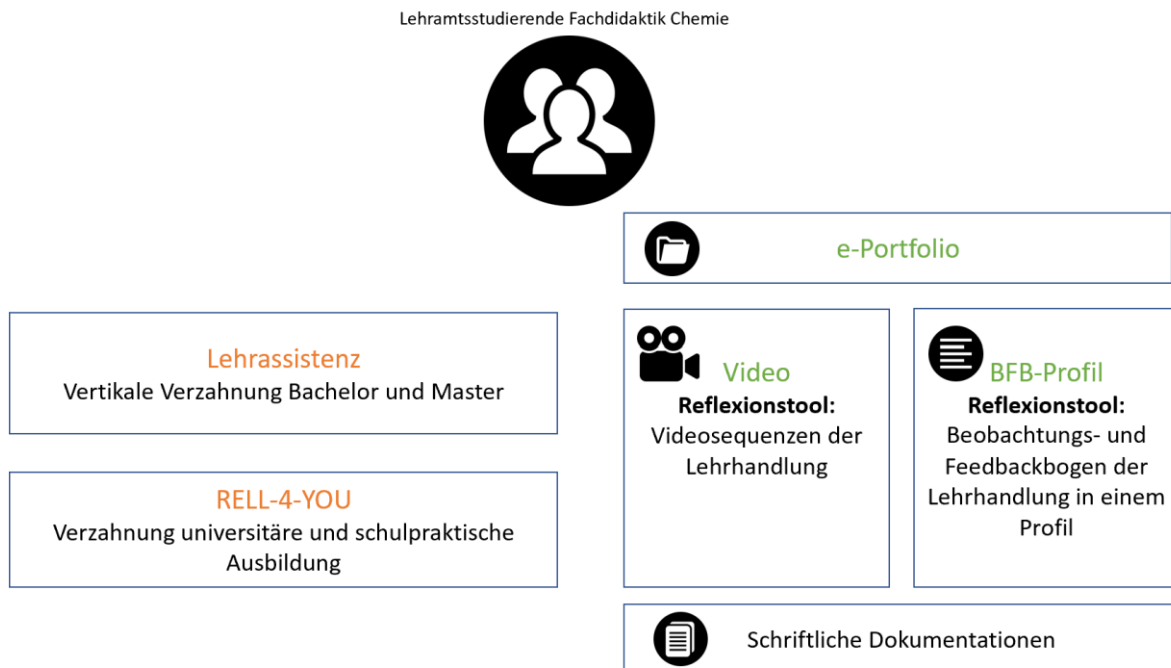 Lehramtsstudierende Fachdidaktik Chemie
e-Portfolio
Lehrassistenz
Vertikale Verzahnung Bachelor und Master
RELL-4-YOU
Verzahnung universitäre und schulpraktische
Ausbildung
Video
Reflexionstool:
Videosequenzen der
Lehrhandlung
BFB-Profil
Reflexionstool:
Beobachtungs- und
Feedbackbogen der
Lehrhandlung in einem
Profil
Schriftliche Dokumentationen